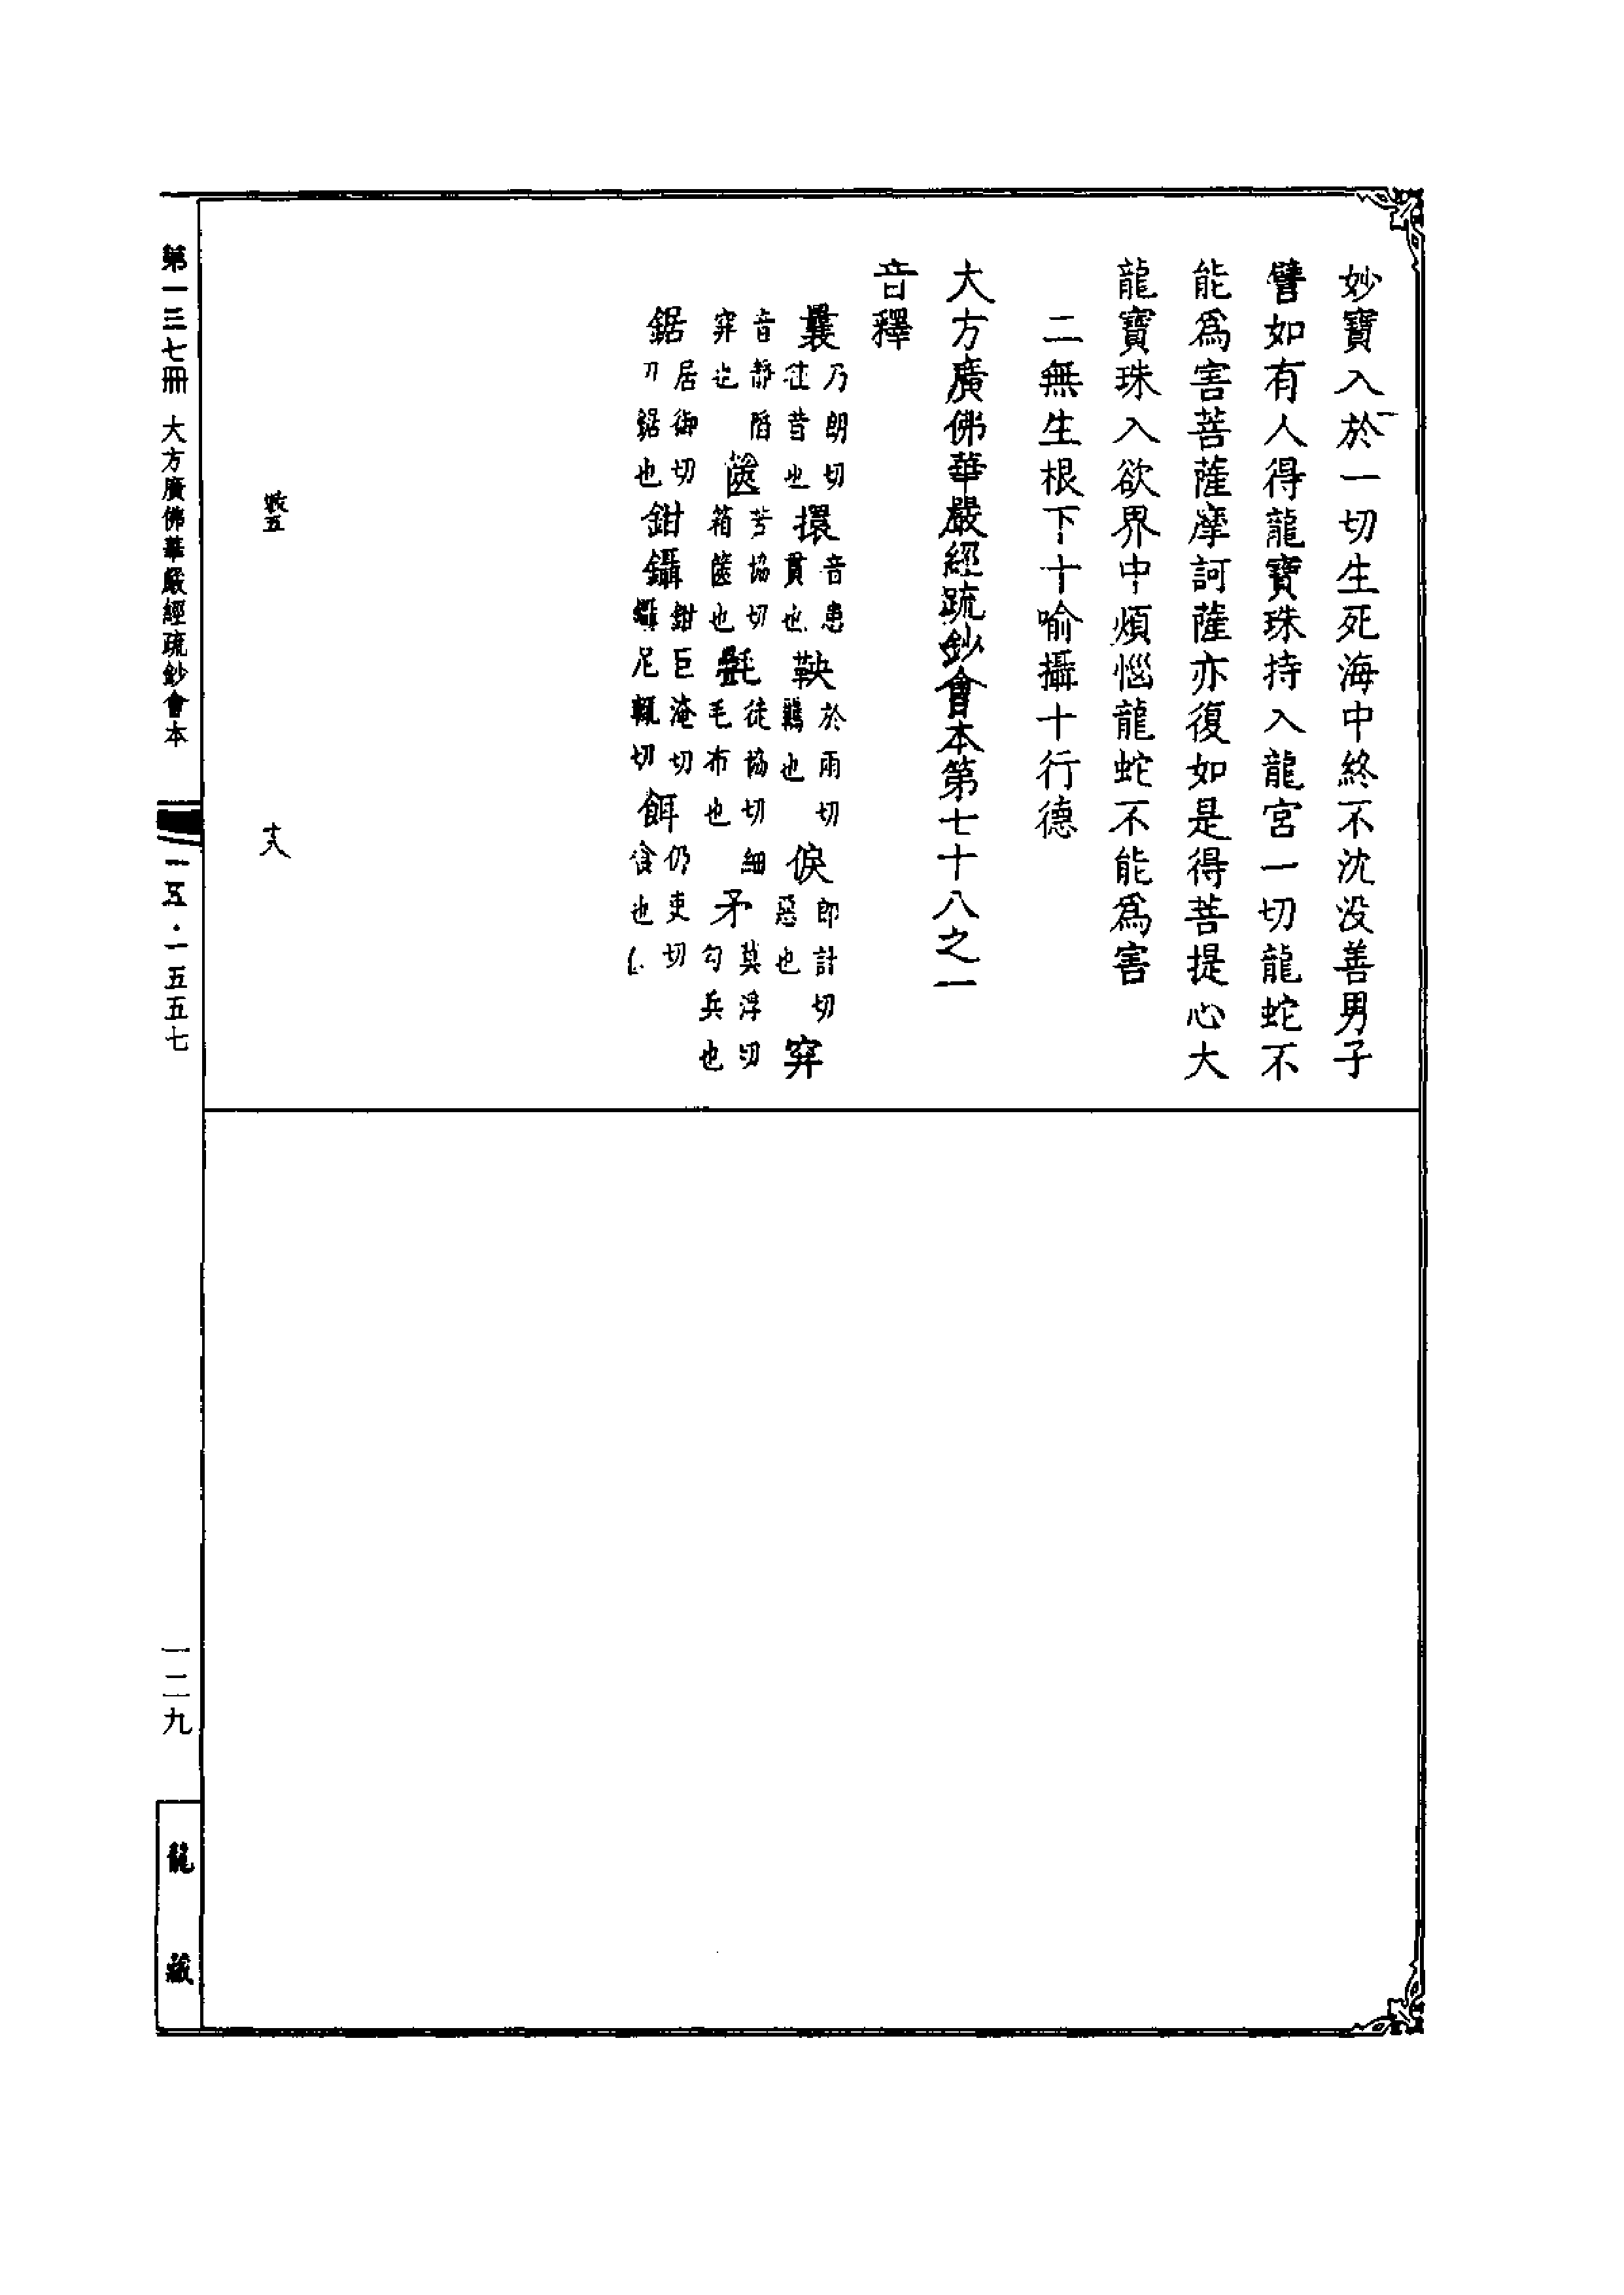 妙寶入於一切生死海中終不沈没善男子
譬如有人得龍寶珠持入龍宮一切龍蛇不
能爲害菩薩摩訶薩亦復如是得菩提心大
龍寶珠入欲界中煩惱龍蛇不能爲害
二無生根下十喻攝十行德
大方廣佛華嚴經疏鈔會本第七十八之一
音釋
曩乃朗切往昔也擐音患貫也鞅於兩切羈也悷郎計切惡也穽
音靜陷穽也篋苦協切箱篋也㲲徒協切細毛布也矛莫浮切勾兵也
鋸居御切刀鋸也鉗鑷鉗巨淹切鑷尼輒切餌仍吏切食也
五
十八
第一三七冊 大方廣佛華嚴經疏鈔會本
一五·一五五七
一二九
龍藏